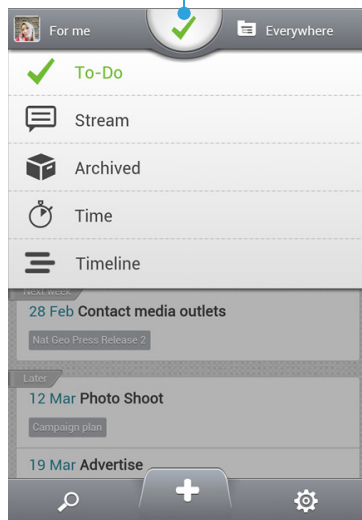 For me
Everywhere
To-Do
Stream
Archived
Time
Timeline
Next week
28 Feb Contact media outlets
Nat Geo Press Release 2
Later
12 Mar Photo Shoot
Campaign plan
19 Mar Advertise